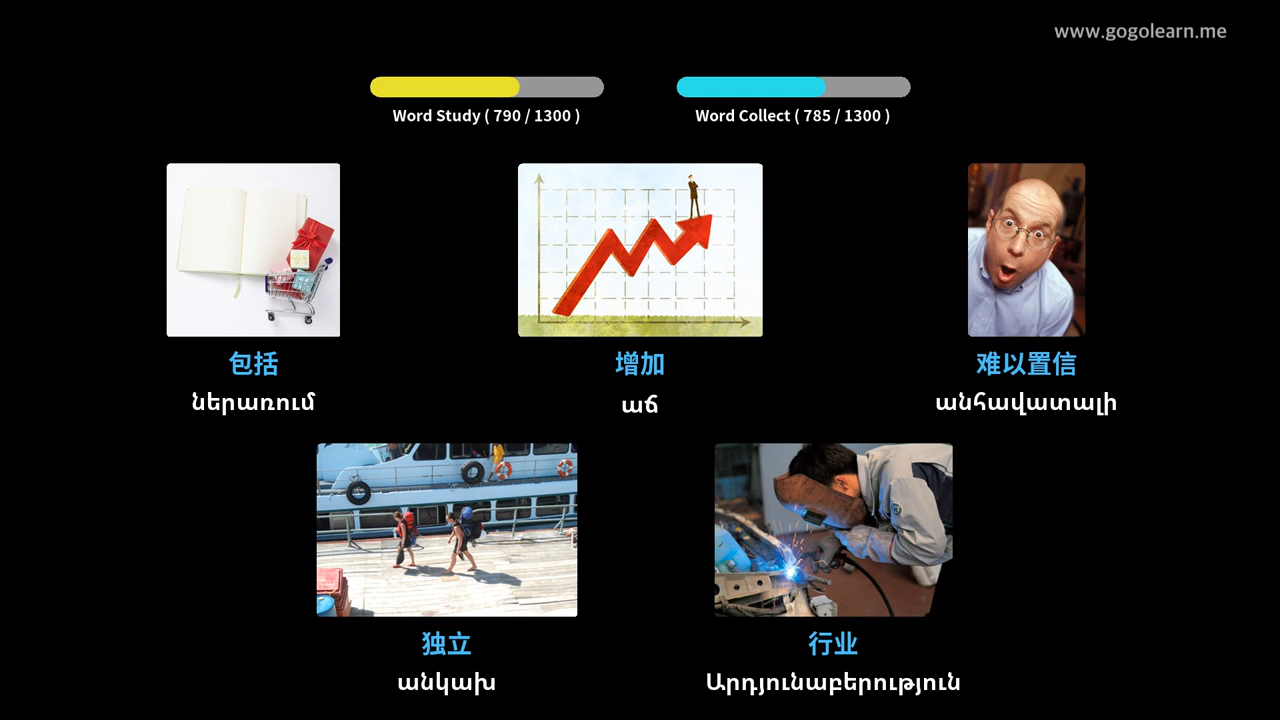 www.gogolearn.me
Word Study ( 790 / 1300 )
Word Collect ( 785 / 1300 )
包括
ներառում
增加
աճ
难以置信
անհավատալի
独立
անկախ
行业
Արդյունաբերություն